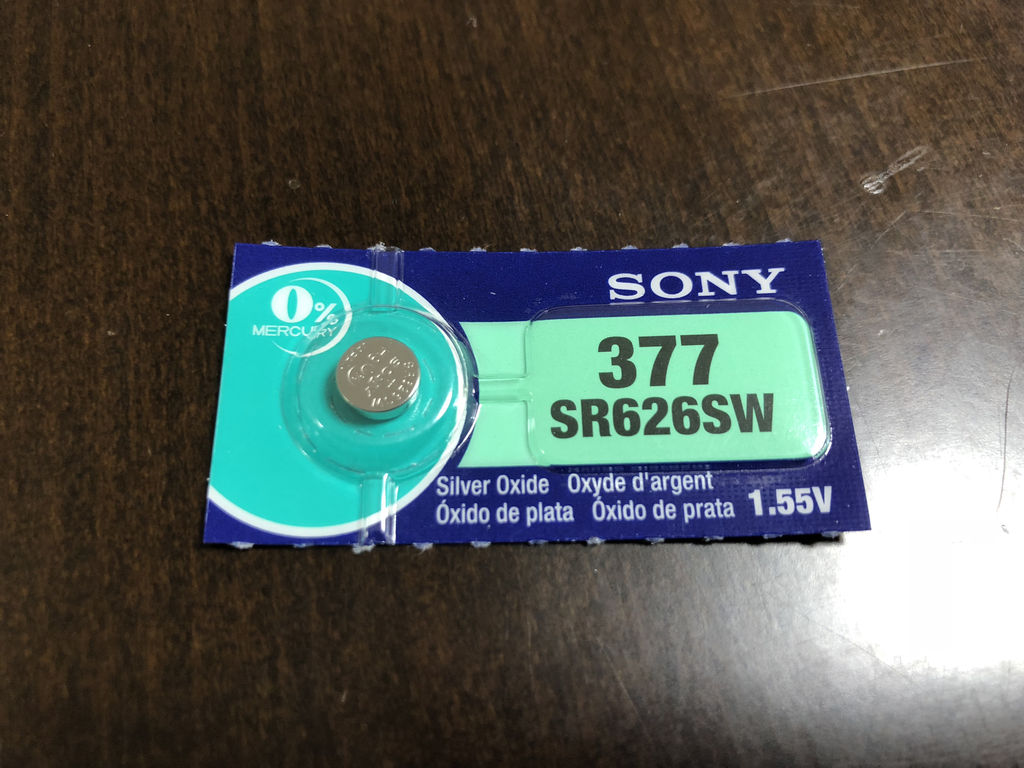 0%
MERCURY
SONY
377
SR626SW
Silver Oxide Oxyde d'argent
Óxido de plata Óxido de prata 1.55V